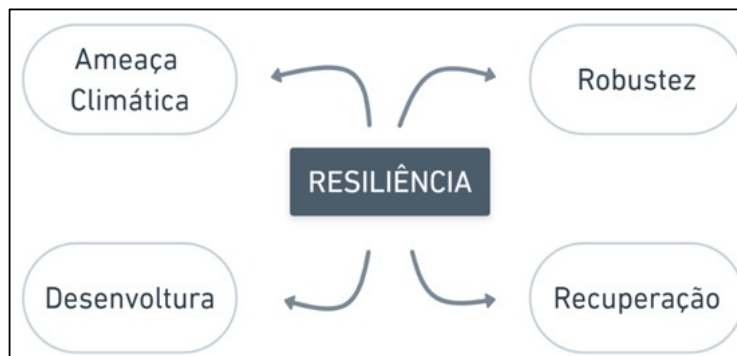 Ameaça
Climática
Robustez
RESILIÊNCIA
Desenvoltura
Recuperação